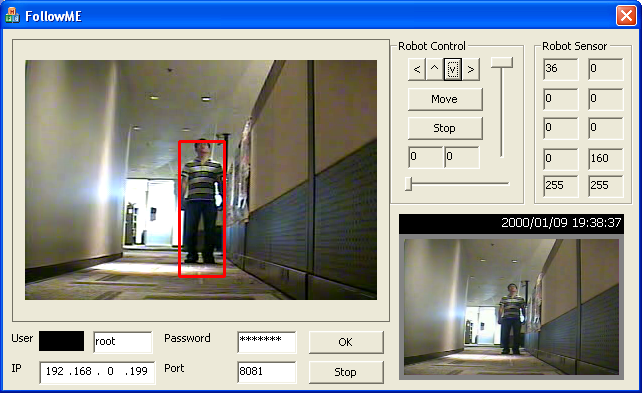 FollowME
Robot Control
< ^ v >
Move
Stop
0 0
Robot Sensor
36 0
0 0
0 0
0 160
255 255
2000/01/09 19:38:37
User root Password ******* OK
IP 192 .168 . 0 .199 Port 8081 Stop